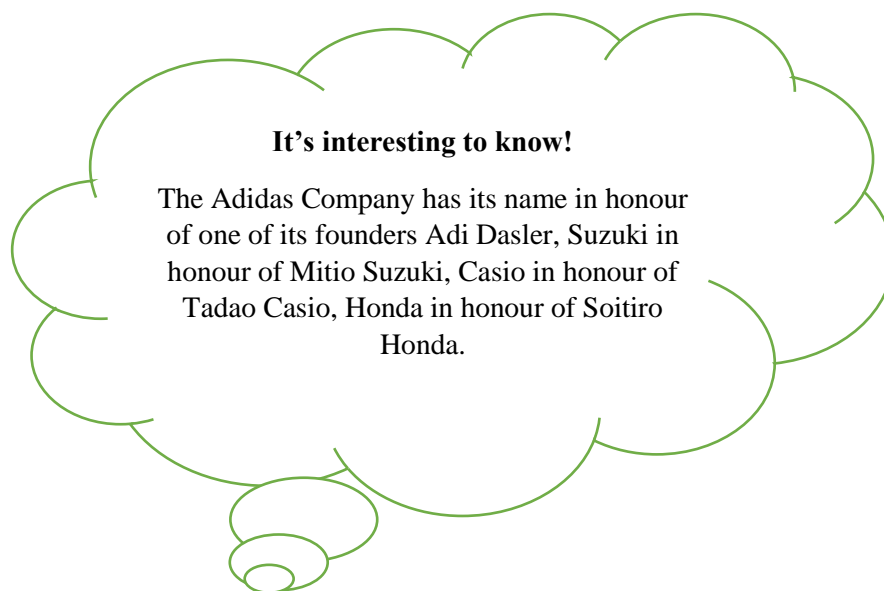 It’s interesting to know!
The Adidas Company has its name in honour
of one of its founders Adi Dasler, Suzuki in
honour of Mitio Suzuki, Casio in honour of
Tadao Casio, Honda in honour of Soitiro
Honda.